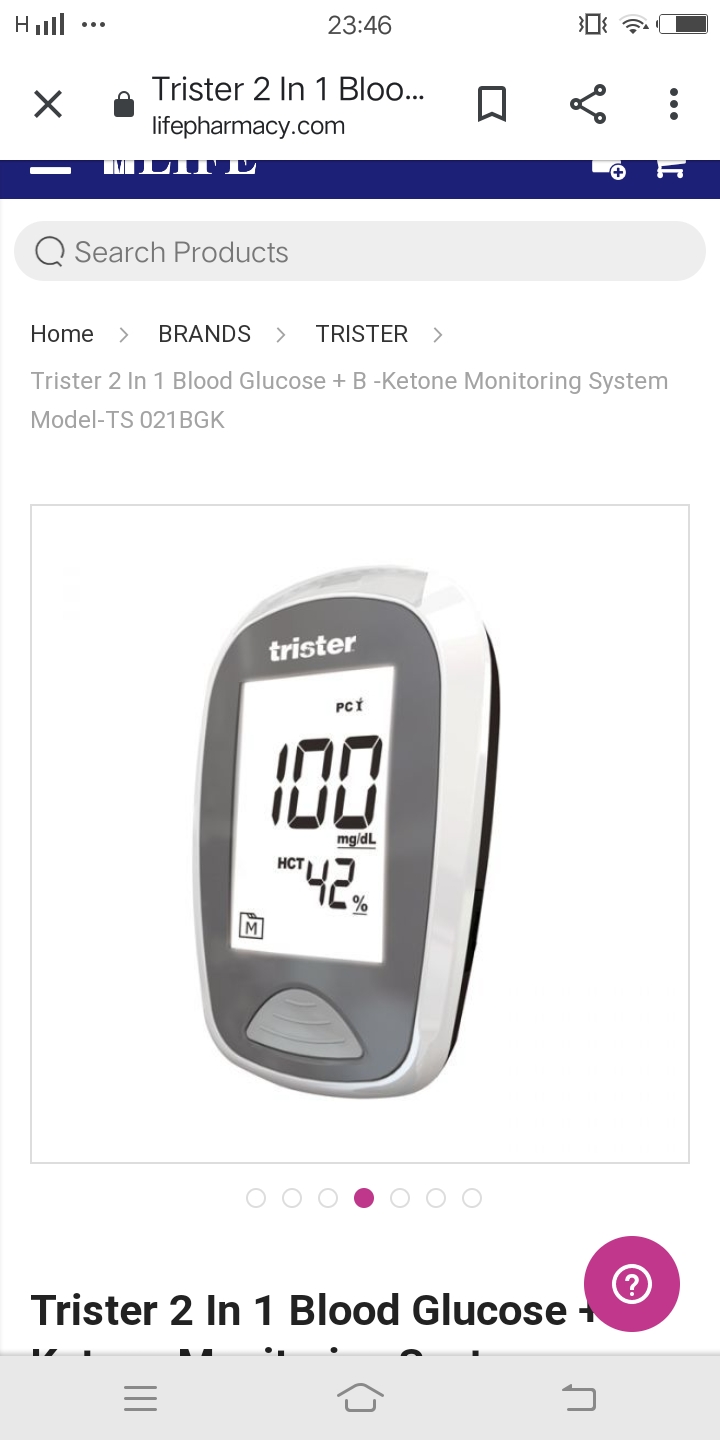 H
23:46
Trister 2 In 1 Bloo...
lifepharmacy.com
LIFE
Search Products
Home > BRANDS > TRISTER >
Trister 2 In 1 Blood Glucose + B -Ketone Monitoring System
Model-TS 021BGK
trister
PC
100
mg/dL
HCT 42 %
M
?
Trister 2 In 1 Blood Glucose +